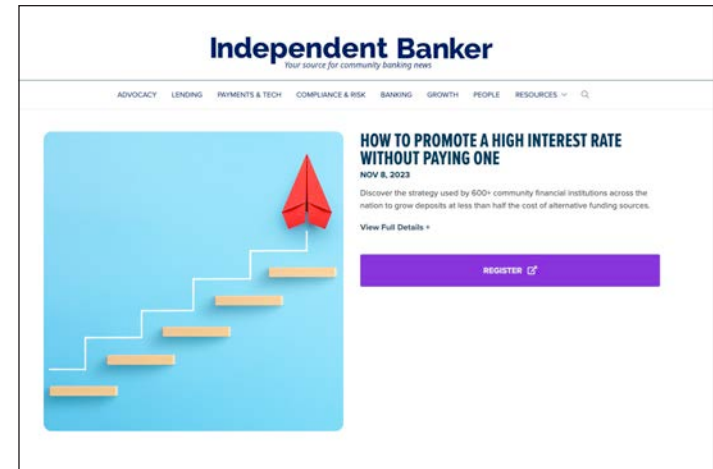 Independent Banker
Your source for community banking news
ADVOCACY LENDING PAYMENTS & TECH COMPLIANCE & RISK BANKING GROWTH PEOPLE RESOURCES
HOW TO PROMOTE A HIGH INTEREST RATE
WITHOUT PAYING ONE
NOV 8, 2023
Discover the strategy used by 600+ community financial institutions across the
nation to grow deposits at less than half the cost of alternative funding sources.
View Full Details +
REGISTER